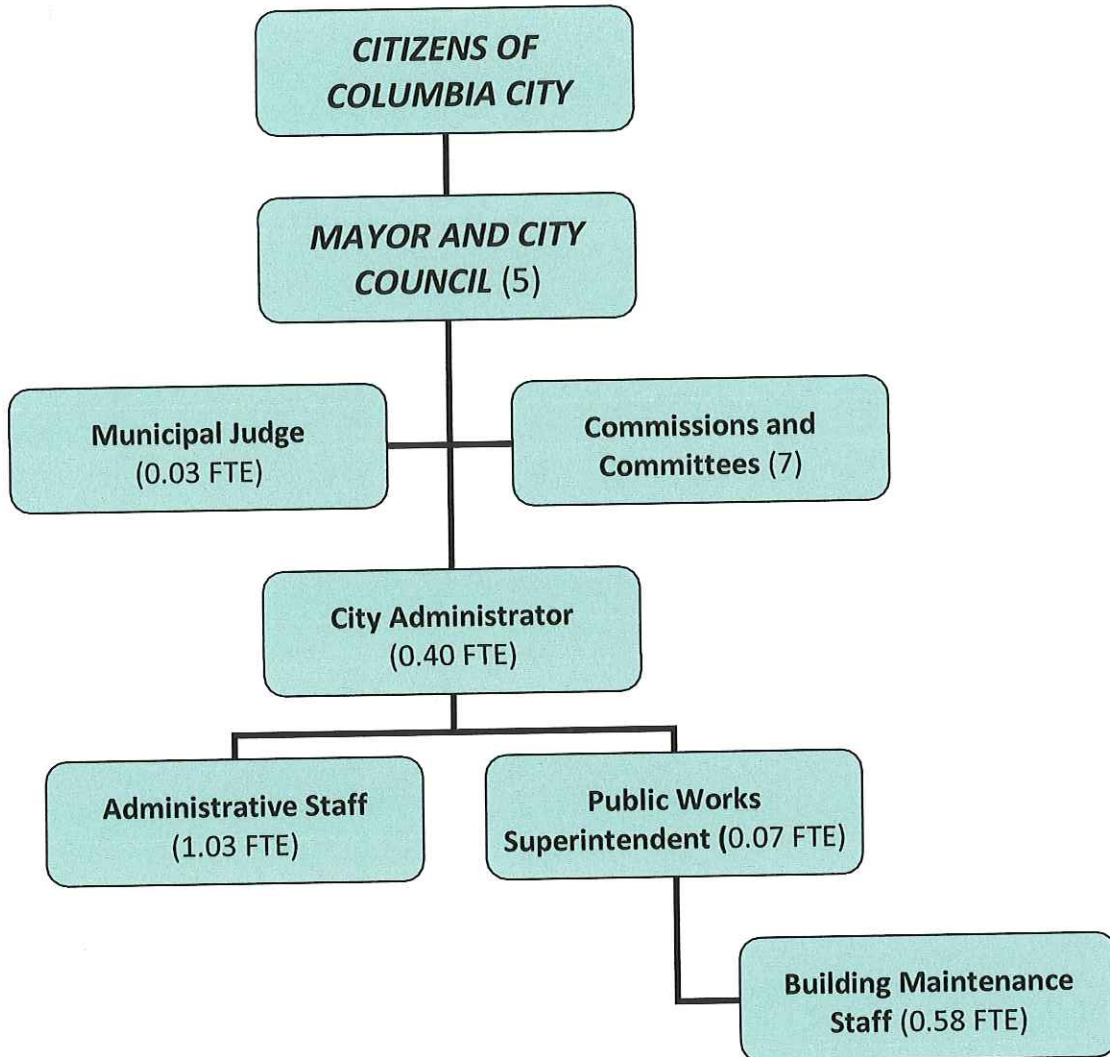 CITIZENS OF
COLUMBIA CITY
MAYOR AND CITY
COUNCIL (5)
Municipal Judge
(0.03 FTE)
Commissions and
Committees (7)
City Administrator
(0.40 FTE)
Administrative Staff
(1.03 FTE)
Public Works
Superintendent (0.07 FTE)
Building Maintenance
Staff (0.58 FTE)